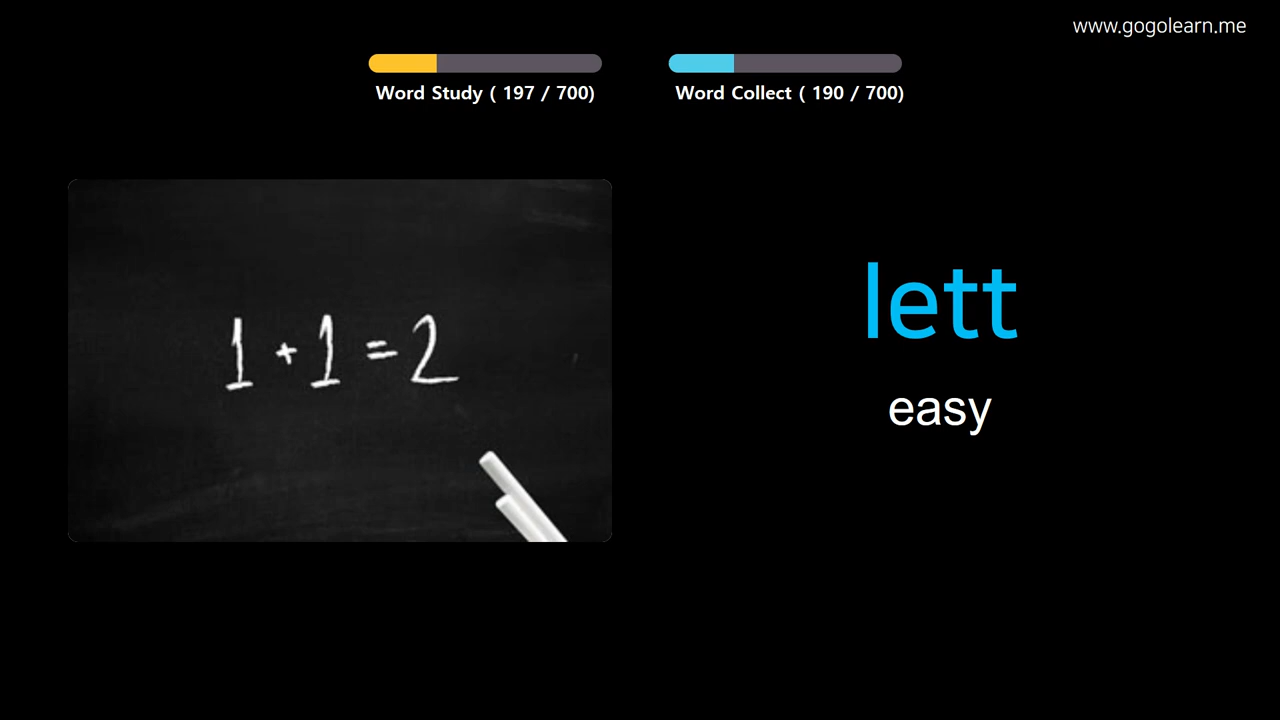 www.gogolearn.me
Word Study ( 197 / 700)
Word Collect ( 190 / 700)
1 + 1 = 2
lett
easy